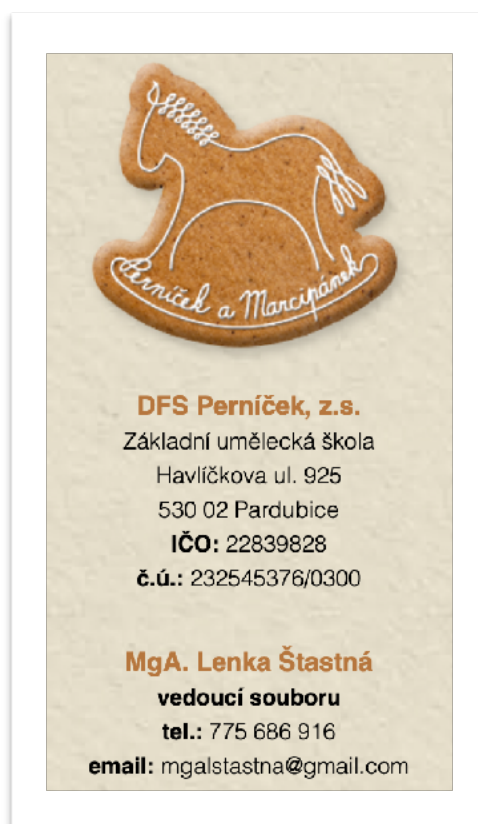 Perníček a Marcipánek
DFS Perníček, z.s.
Základní umělecká škola
Havlíčkova ul. 925
530 02 Pardubice
IČO: 22839828
č.ú.: 232545376/0300
MgA. Lenka Štastná
vedoucí souboru
tel.: 775 686 916
email: mgalstastna@gmail.com